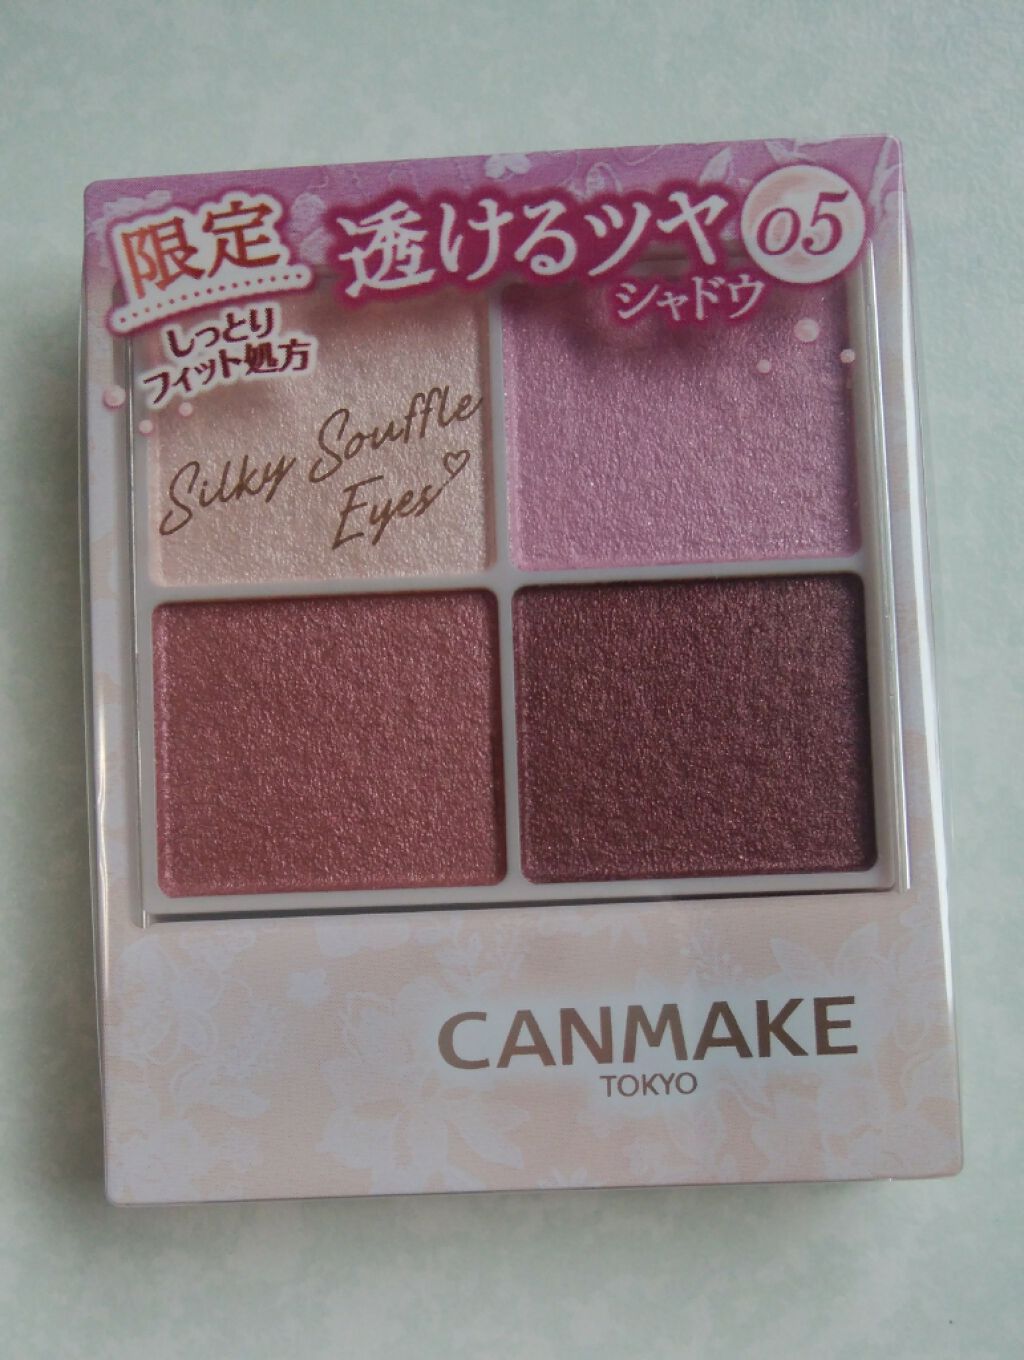 限定
透けるツヤ
シャドウ
05
しっとり
フィット処方
Silky Souffle
Eyes
CANMAKE
TOKYO